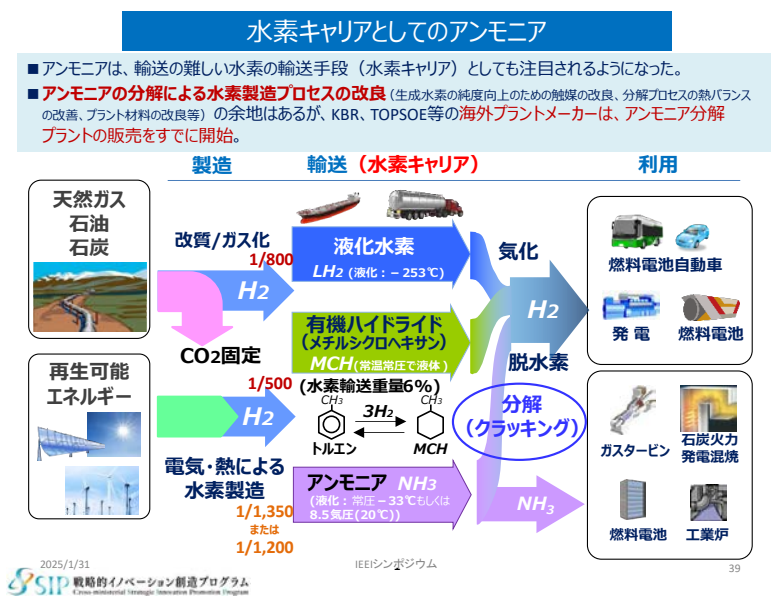 水素キャリアとしてのアンモニア
■アンモニアは、輸送の難しい水素の輸送手段（水素キャリア）としても注目されるようになった。
■アンモニアの分解による水素製造プロセスの改良（生成水素の純度向上のための触媒の改良、分解プロセスの熱バランス
の改善、プラント材料の改良等）の余地はあるが、KBR、TOPSOE等の海外プラントメーカーは、アンモニア分解
プラントの販売をすでに開始。
製造
輸送（水素キャリア）
利用
天然ガス
石油
石炭
改質/ガス化
1/800
H2
CO2固定
液化水素
LH2 (液化：－253℃)
気化
有機ハイドライド
（メチルシクロヘキサン）
MCH(常温常圧で液体 )
(水素輸送重量6%)
H2
脱水素
燃料電池自動車
発 電
燃料電池
再生可能
エネルギー
1/500
H2
電気・熱による
水素製造
CH3
3H2
CH3
トルエン
MCH
分解
（クラッキング）
アンモニア NH3
(液化：常圧－33℃もしくは
8.5気圧(20℃))
1/1,350
または
1/1,200
NH3
ガスタービン
石炭火力
発電混焼
燃料電池
工業炉
2025/1/31
IEEIシンポジウム
39
SIP 戦略的イノベーション創造プログラム
Cross-ministerial Strategic Innovation Promotion Program